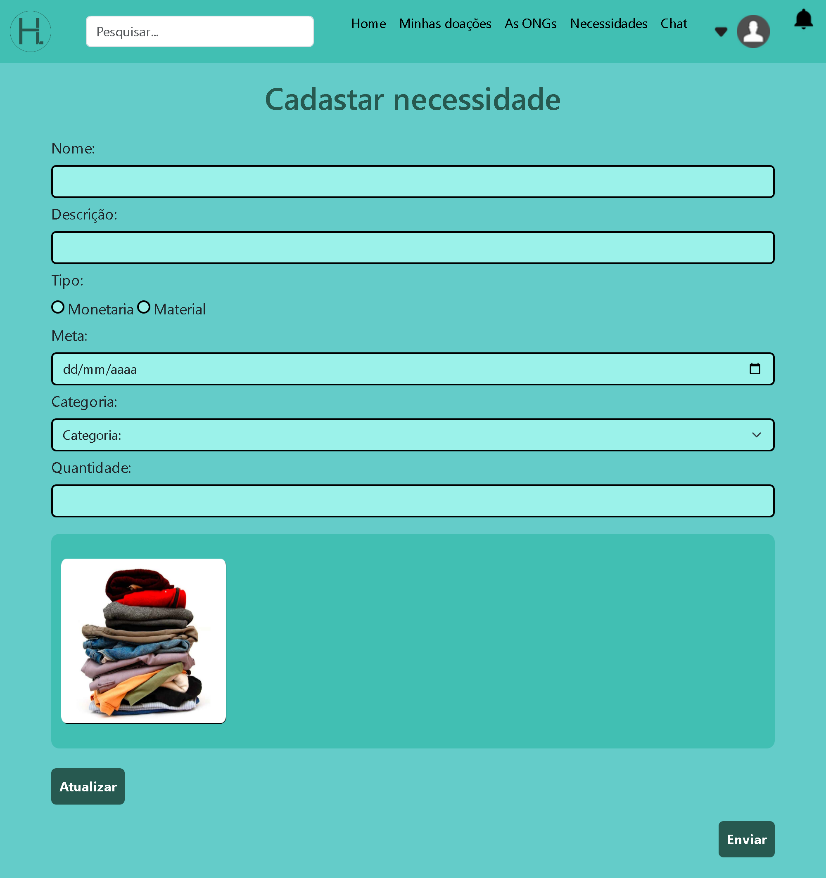 H.
Pesquisar...
Home Minhas doações As ONGs Necessidades Chat
Cadastar necessidade
Nome:
Descrição:
Tipo:
Monetaria Material
Meta:
dd/mm/aaaa
Categoria:
Categoria:
Quantidade:
Atualizar
Enviar